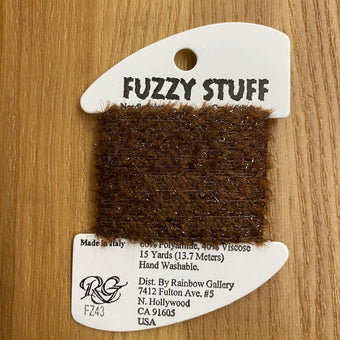 FUZZY STUFF
Made in Italy
60% Polyamide, 40% Viscose
15 Yards (13.7 Meters)
Hand Washable.
Dist. By Rainbow Gallery
7412 Fulton Ave. #5
N. Hollywood
CA 91605
USA
RG
FZ43